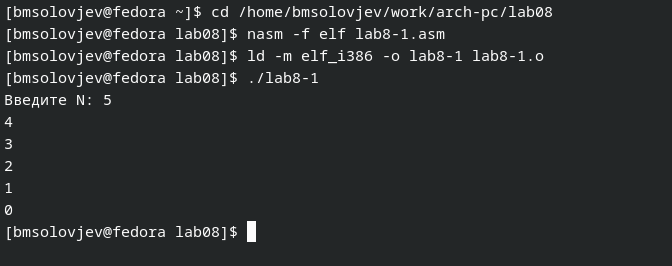 [bmsolovjev@fedora ~]$ cd /home/bmsolovjev/work/arch-pc/lab08
[bmsolovjev@fedora lab08]$ nasm -f elf lab8-1.asm
[bmsolovjev@fedora lab08]$ ld -m elf_i386 -o lab8-1 lab8-1.o
[bmsolovjev@fedora lab08]$ ./lab8-1
Введите N: 5
4
3
2
1
0
[bmsolovjev@fedora lab08]$